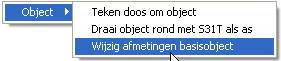 Object
Teken doos om object
Draai object rond met S31T als as
Wijzig afmetingen basisobject